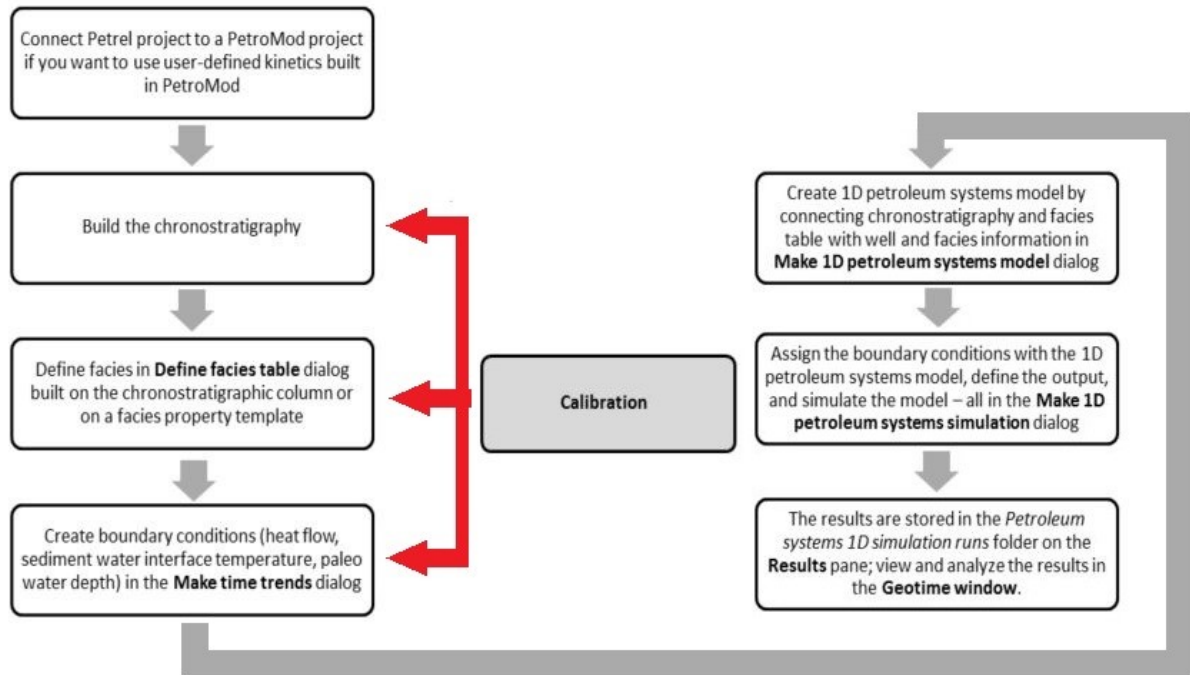 Connect Petrel project to a PetroMod project
if you want to use user-defined kinetics built
in PetroMod
Build the chronostratigraphy
Define facies in Define facies table dialog
built on the chronostratigraphic column or
on a facies property template
Create boundary conditions (heat flow,
sediment water interface temperature, paleo
water depth) in the Make time trends dialog
Calibration
Create 1D petroleum systems model by
connecting chronostratigraphy and facies
table with well and facies information in
Make 1D petroleum systems model dialog
Assign the boundary conditions with the 1D
petroleum systems model, define the output,
and simulate the model – all in the Make 1D
petroleum systems simulation dialog
The results are stored in the Petroleum
systems 1D simulation runs folder on the
Results pane; view and analyze the results in
the Geotime window.